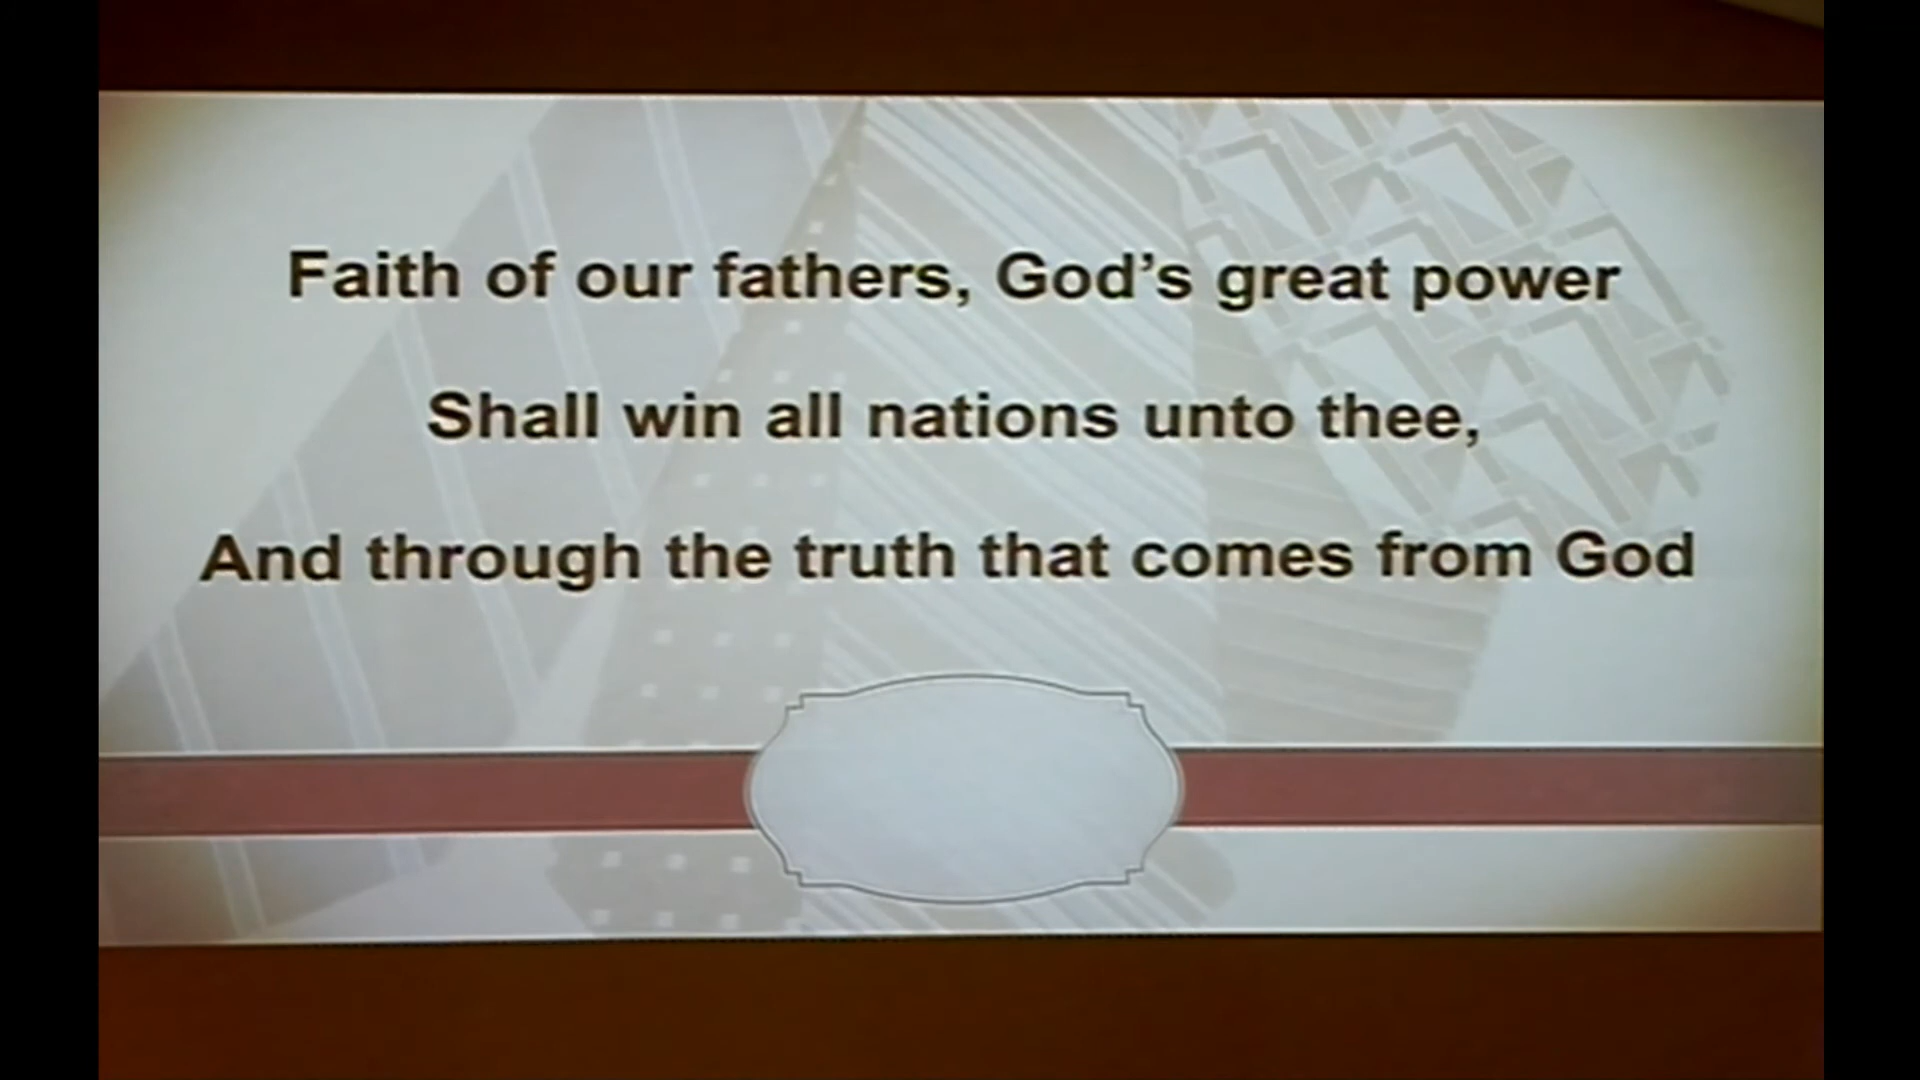 Faith of our fathers, God’s great power
Shall win all nations unto thee,
And through the truth that comes from God